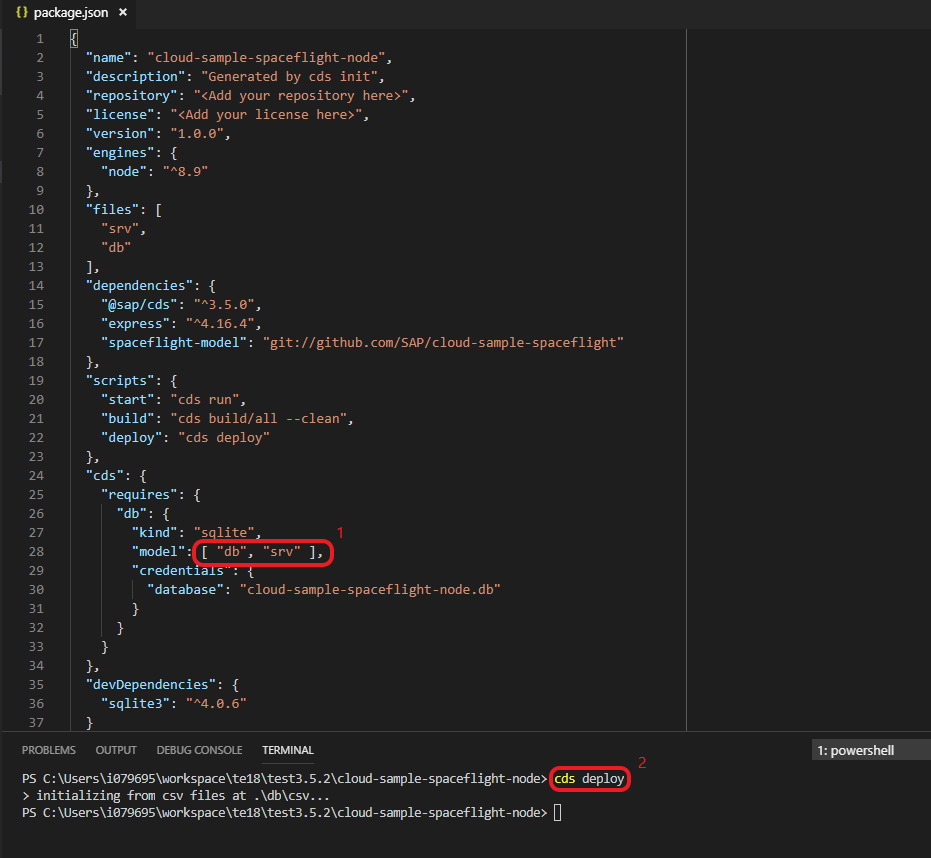 {} package.json ×
1 {
2 "name": "cloud-sample-spaceflight-node",
3 "description": "Generated by cds init",
4 "repository": "<Add your repository here>",
5 "license": "<Add your license here>",
6 "version": "1.0.0",
7 "engines": {
8 "node": "^8.9"
9 },
10 "files": [
11 "srv",
12 "db"
13 ],
14 "dependencies": {
15 "@sap/cds": "^3.5.0",
16 "express": "^4.16.4",
17 "spaceflight-model": "git://github.com/SAP/cloud-sample-spaceflight"
18 },
19 "scripts": {
20 "start": "cds run",
21 "build": "cds build/all --clean",
22 "deploy": "cds deploy"
23 },
24 "cds": {
25 "requires": {
26 "db": {
27 "kind": "sqlite", 1
28 "model": [ "db", "srv" ],
29 "credentials": {
30 "database": "cloud-sample-spaceflight-node.db"
31 }
32 }
33 }
34 },
35 "devDependencies": {
36 "sqlite3": "^4.0.6"
37 }
PROBLEMS OUTPUT DEBUG CONSOLE TERMINAL 1: powershell
2
PS C:\Users\i079695\workspace\te18\test3.5.2\cloud-sample-spaceflight-node> cds deploy
> initializing from csv files at .\db\csv...
PS C:\Users\i079695\workspace\te18\test3.5.2\cloud-sample-spaceflight-node>